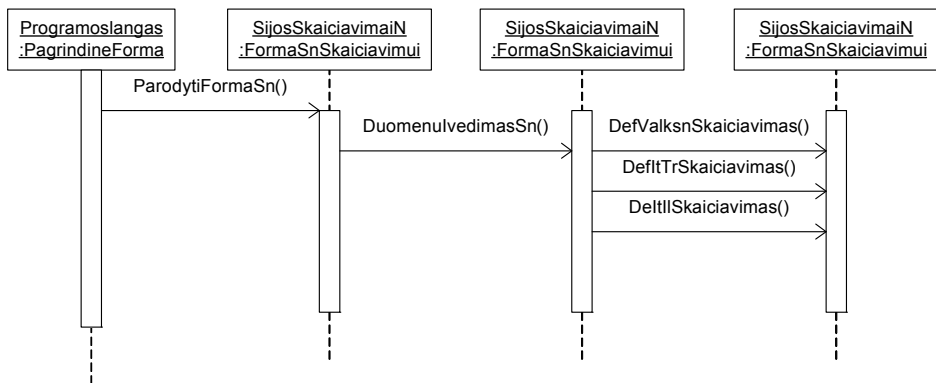 Programoslangas
:PagrindineForma
SijosSkaiciavimaiN
:FormaSnSkaiciavimui
SijosSkaiciavimaiN
:FormaSnSkaiciavimui
SijosSkaiciavimaiN
:FormaSnSkaiciavimui
ParodytiFormaSn()
DuomenuIvedimasSn()
DefValksnSkaiciavimas()
DefItTrSkaiciavimas()
DeItIlSkaiciavimas()